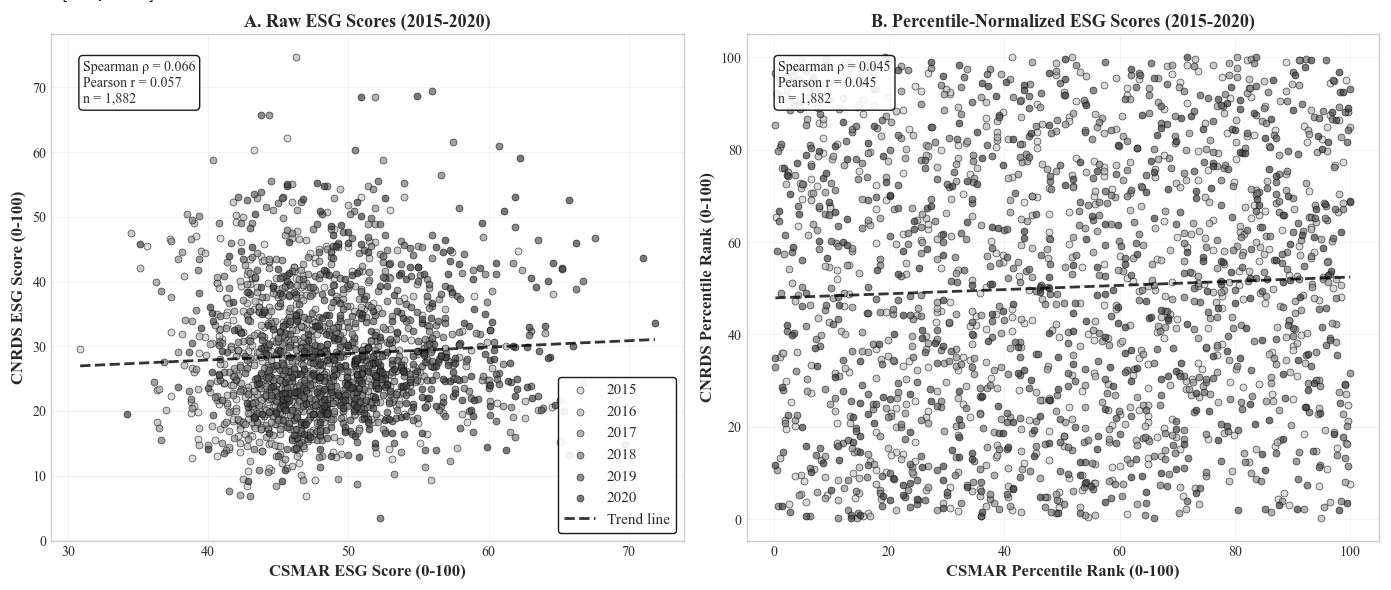 A. Raw ESG Scores (2015-2020)
Spearman ρ = 0.066
Pearson r = 0.057
n = 1,882
CNRDS ESG Score (0-100)
70
60
50
40
30
20
10
0
30
40
50
60
70
CSMAR ESG Score (0-100)
2015
2016
2017
2018
2019
2020
Trend line
B. Percentile-Normalized ESG Scores (2015-2020)
Spearman ρ = 0.045
Pearson r = 0.045
n = 1,882
CNRDS Percentile Rank (0-100)
100
80
60
40
20
0
0
20
40
60
80
100
CSMAR Percentile Rank (0-100)